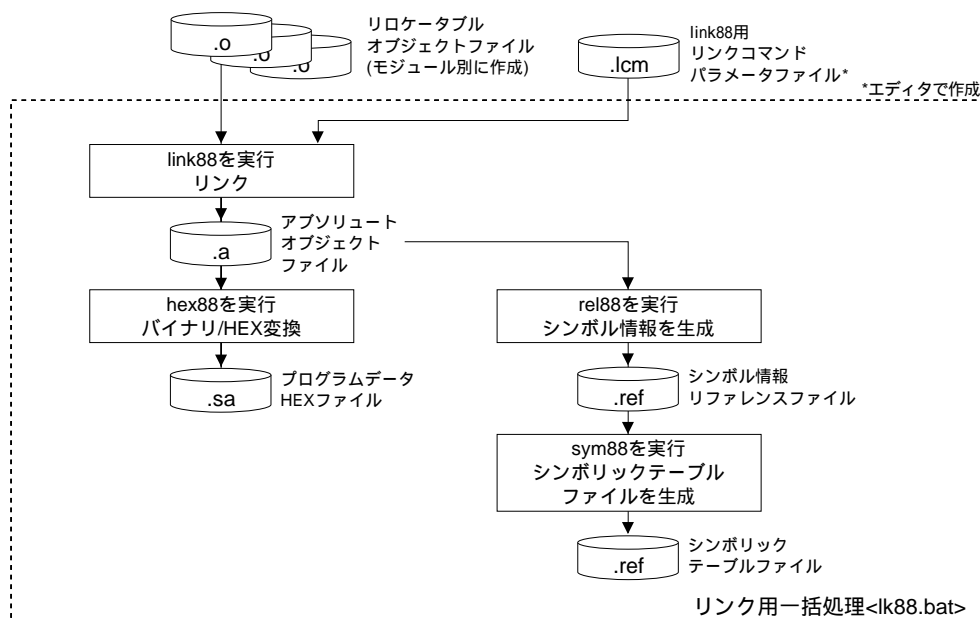 .o
.o
.o
リロケータブル
オブジェクトファイル
(モジュール別に作成)
.lcm
link88用
リンクコマンド
パラメータファイル*
*エディタで作成
link88を実行
リンク
.a
アブソリュート
オブジェクト
ファイル
hex88を実行
バイナリ/HEX変換
rel88を実行
シンボル情報を生成
.sa
プログラムデータ
HEXファイル
.ref
シンボル情報
リファレンスファイル
sym88を実行
シンボリックテーブル
ファイルを生成
.ref
シンボリック
テーブルファイル
リンク用一括処理<lk88.bat>